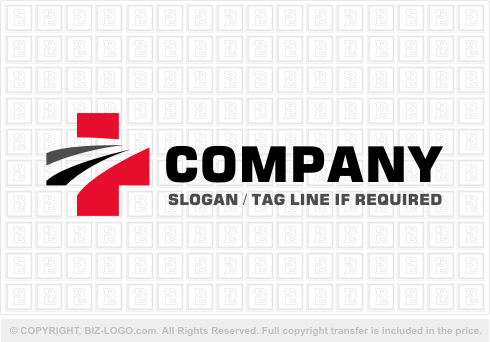 COMPANY
SLOGAN / TAG LINE IF REQUIRED
© COPYRIGHT, BIZ-LOGO.com. All Rights Reserved. Full copyright transfer is included in the price.